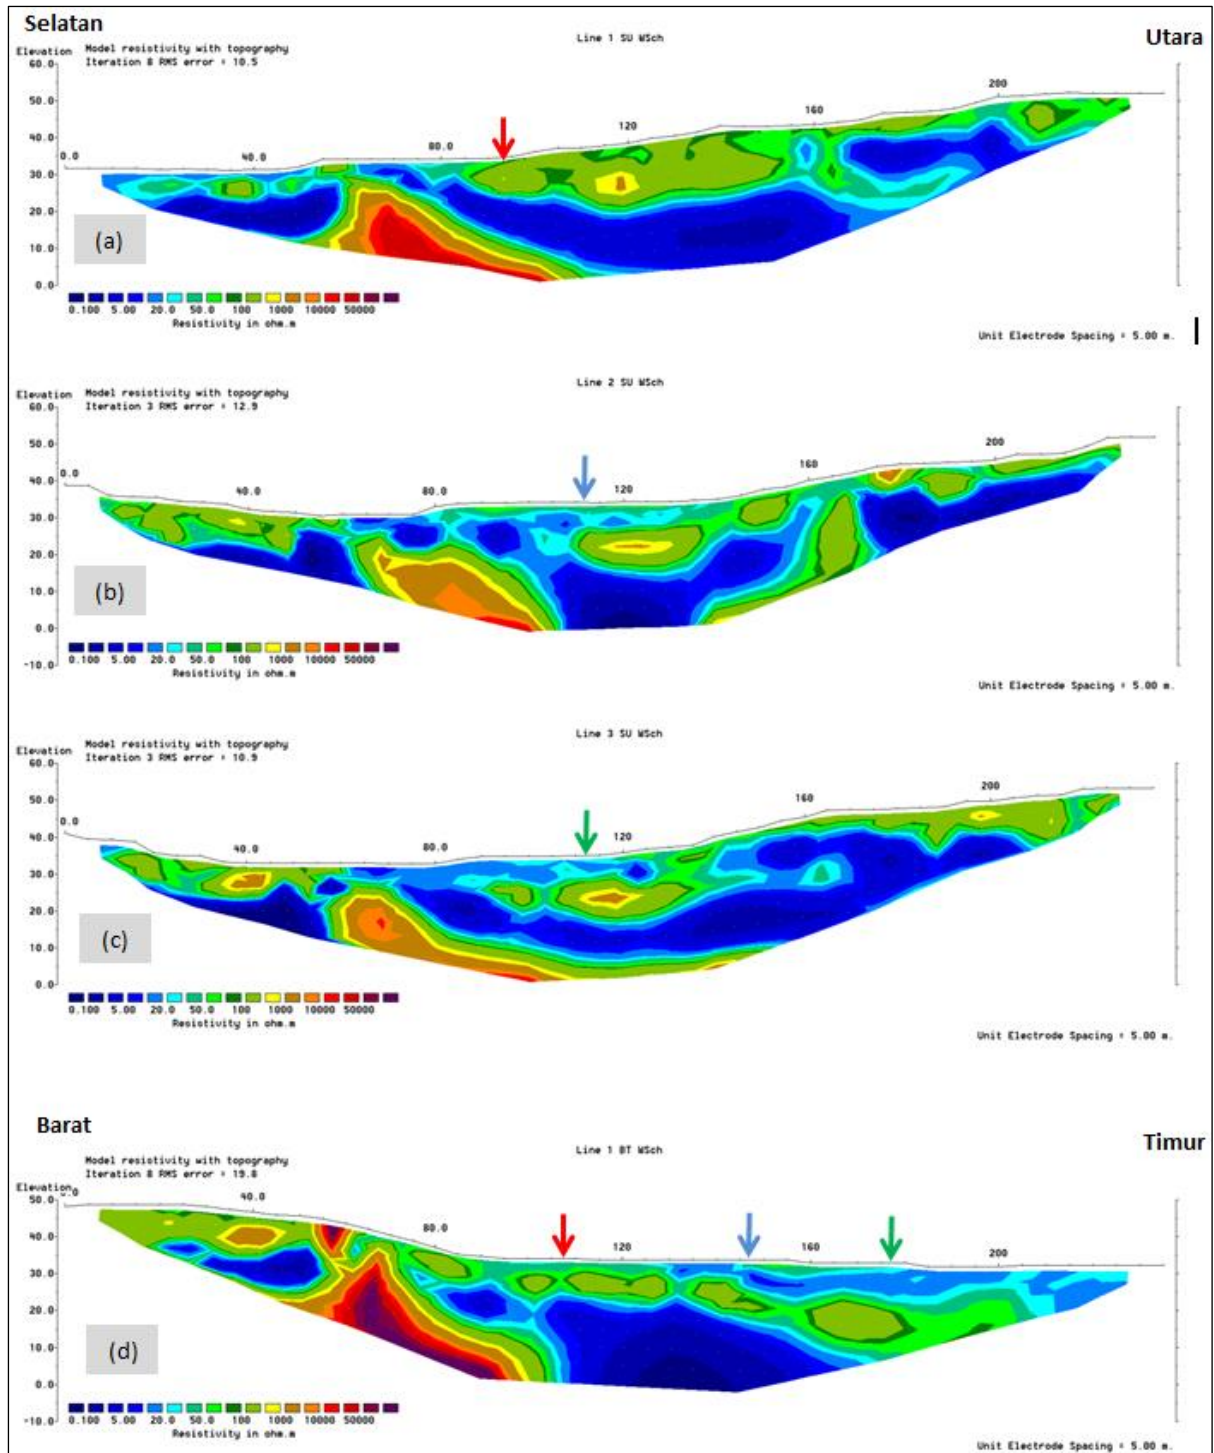 Selatan
Line 1 SU WSch
Utara
Elevation
Model resistivity with topography
Iteration 8 RMS error = 10.5
60.0
50.0
40.0
30.0
20.0
10.0
0.0
0.0 40.0 80.0 120 160 200
(a)
0.100 5.00 20.0 50.0 100 1000 10000 50000
Resistivity in ohm.m
Unit Electrode Spacing = 5.00 m.
Line 2 SU WSch
Elevation
Model resistivity with topography
Iteration 3 RMS error = 12.9
60.0
50.0
40.0
30.0
20.0
10.0
0.0
-10.0
0.0 40.0 80.0 120 160 200
(b)
0.100 5.00 20.0 50.0 100 1000 10000 50000
Resistivity in ohm.m
Unit Electrode Spacing = 5.00 m.
Line 3 SU WSch
Elevation
Model resistivity with topography
Iteration 3 RMS error = 10.9
60.0
50.0
40.0
30.0
20.0
10.0
0.0
0.0 40.0 80.0 120 160 200
(c)
0.100 5.00 20.0 50.0 100 1000 10000 50000
Resistivity in ohm.m
Unit Electrode Spacing = 5.00 m.
Barat
Line 1 BT WSch
Timur
Model resistivity with topography
Iteration 8 RMS error = 19.8
Elevation
50.0
40.0
30.0
20.0
10.0
0.0
-10.0
0.0 40.0 80.0 120 160 200
(d)
0.100 5.00 20.0 50.0 100 1000 10000 50000
Resistivity in ohm.m
Unit Electrode Spacing = 5.00 m.